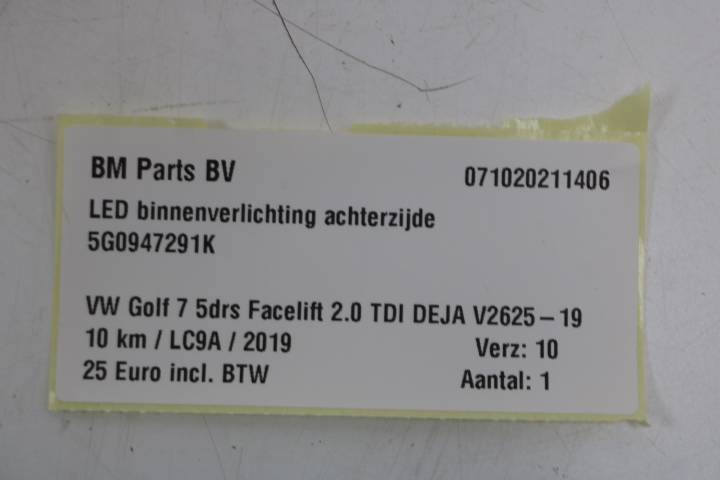 BM Parts BV 071020211406
LED binnenverlichting achterzijde
5G0947291K
VW Golf 7 5drs Facelift 2.0 TDI DEJA V2625-19
10 km / LC9A / 2019 Verz: 10
25 Euro incl. BTW Aantal: 1